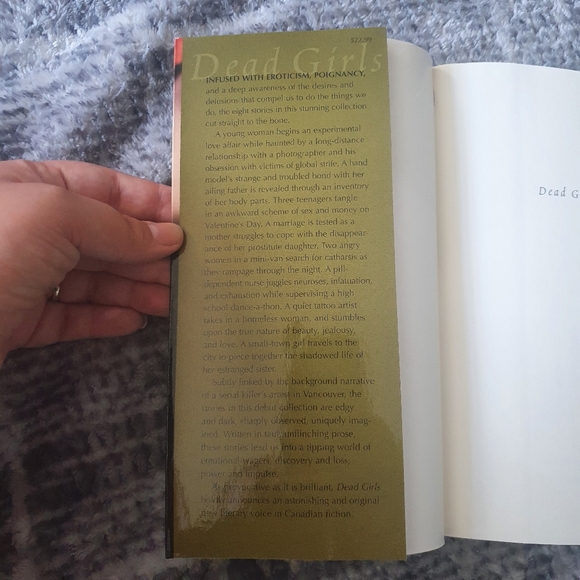 $22.99
Dead Girls
INFUSED WITH EROTICISM, POIGNANCY,
and a deep awareness of the desires and
delusions that compel us to do the things we
do, the eight stories in this stunning collection
cut straight to the bone.
A young woman begins an experimental
love affair while haunted by a long-distance
relationship with a photographer and his
obsession with victims of global strife. A hand
model's strange and troubled bond with her
ailing father is revealed through an inventory
of her body parts. Three teenagers tangle
in an awkward scheme of sex and money on
Valentine's Day. A marriage is tested as a
mother struggles to cope with the disappear-
ance of her prostitute daughter. Two angry
women in a mini-van search for catharsis as
they rampage through the night. A pill-
dependent nurse juggles neuroses, infatuation,
and exhaustion while supervising a high
school dance-a-thon. A quiet tattoo artist
takes in a homeless woman, and stumbles
upon the true nature of beauty, jealousy,
and love. A small-town girl travels to the
city to piece together the shadowed life of
her estranged sister.
Subtly linked by the background narrative
of a serial killer's arrest in Vancouver, the
stories in this debut collection are edgy
and dark, sharply observed, uniquely imag-
ined. Written in taut, unflinching prose,
these stories lead us into a tipping world of
emotional wagers, discovery and loss,
power and impulse.
As provocative as it is brilliant, Dead Girls
boldly announces an astonishing and original
new literary voice in Canadian fiction.
Dead G